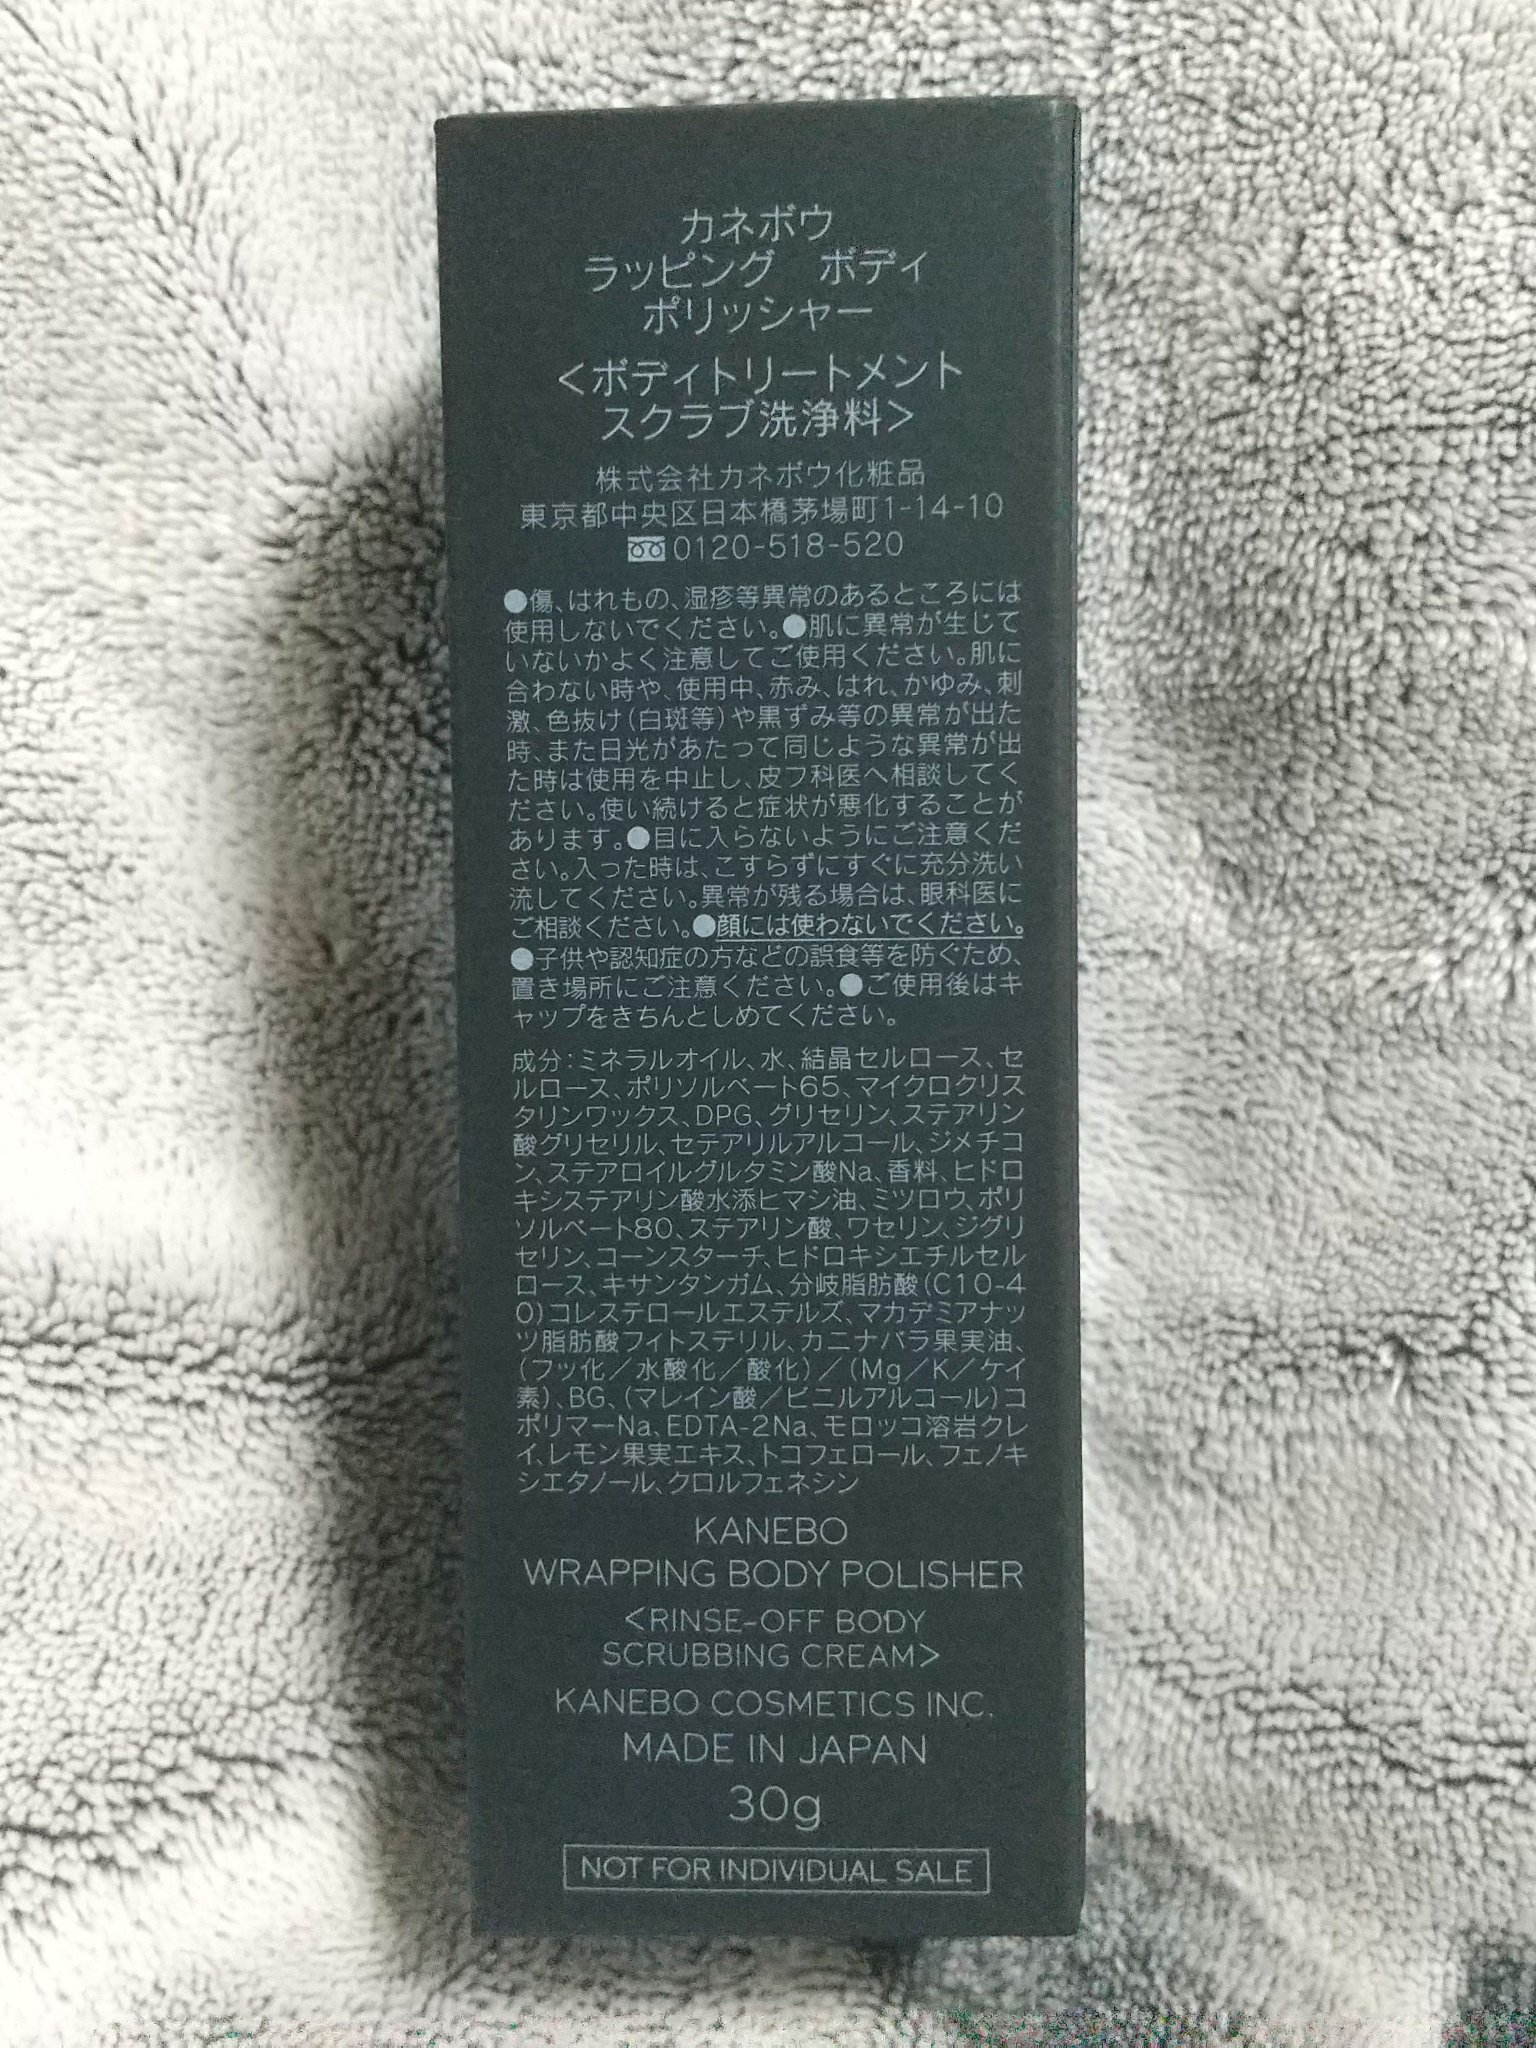 カネボウ
ラッピング　ボディ
ポリッシャー
<ボディトリートメント
スクラブ洗浄料>
株式会社カネボウ化粧品
東京都中央区日本橋茅場町1-14-10
0120-518-520
●傷、はれもの、湿疹等異常のあるところには
使用しないでください。●肌に異常が生じて
いないかよく注意してご使用ください。肌に
合わない時や、使用中、赤み、はれ、かゆみ、刺
激、色抜け(白斑等)や黒ずみ等の異常が出た
時、また日光があたって同じような異常が出
た時は使用を中止し、皮フ科医へ相談してく
ださい。使い続けると症状が悪化することが
あります。●目に入らないようにご注意くだ
さい。入った時は、こすらずにすぐに充分洗い
流してください。異常が残る場合は、眼科医に
ご相談ください。●顔には使わないでください。
●子供や認知症の方などの誤食等を防ぐため、
置き場所にご注意ください。●ご使用後はキ
ャップをきちんとしめてください。
成分:ミネラルオイル、水、結晶セルロース、セ
ルロース、ポリソルベート65、マイクロクリス
タリンワックス、DPG、グリセリン、ステアリン
酸グリセリル、セテアリルアルコール、ジメチコ
ン、ステアロイルグルタミン酸Na、香料、ヒドロ
キシステアリン酸水添ヒマシ油、ミツロウ、ポリ
ソルベート80、ステアリン酸、ワセリン、ジグリ
セリン、コーンスターチ、ヒドロキシエチルセル
ロース、キサンタンガム、分岐脂肪酸(C10-4
0)コレステロールエステルズ、マカデミアナッ
ツ脂肪酸フィトステリル、カニナバラ果実油、
(フッ化/水酸化/酸化)/(Mg/K/ケイ
素)、BG、(マレイン酸/ビニルアルコール)コ
ポリマーNa、EDTA-2Na、モロッコ溶岩クレ
イ、レモン果実エキス、トコフェロール、フェノキ
シエタノール、クロルフェネシン
KANEBO
WRAPPING BODY POLISHER
<RINSE-OFF BODY
SCRUBBING CREAM>
KANEBO COSMETICS INC.
MADE IN JAPAN
30g
NOT FOR INDIVIDUAL SALE